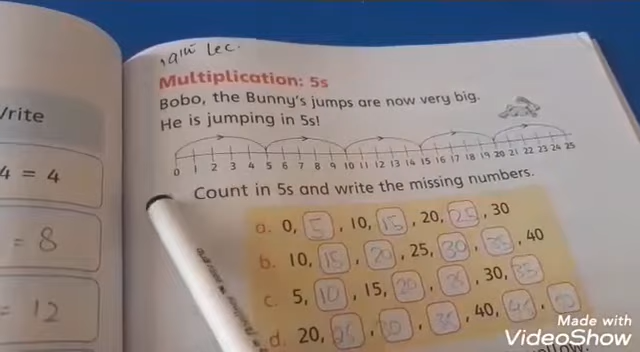 Lec.
Multiplication: 5s
Bobo, the Bunny's jumps are now very big.
He is jumping in 5s!
0 1 2 3 4 5 6 7 8 9 10 11 12 13 14 15 16 17 18 19 20 21 22 23 24 25
Count in 5s and write the missing numbers.
a. 0, 5, 10, 15, 20, 25, 30
b. 10, 15, 20, 25, 30, 35, 40
c. 5, 10, 15, 20, 25, 30, 35
d. 20, 25, 30, 35, 40, 45, 50
4 = 4
= 8
= 12
Made with
VideoShow